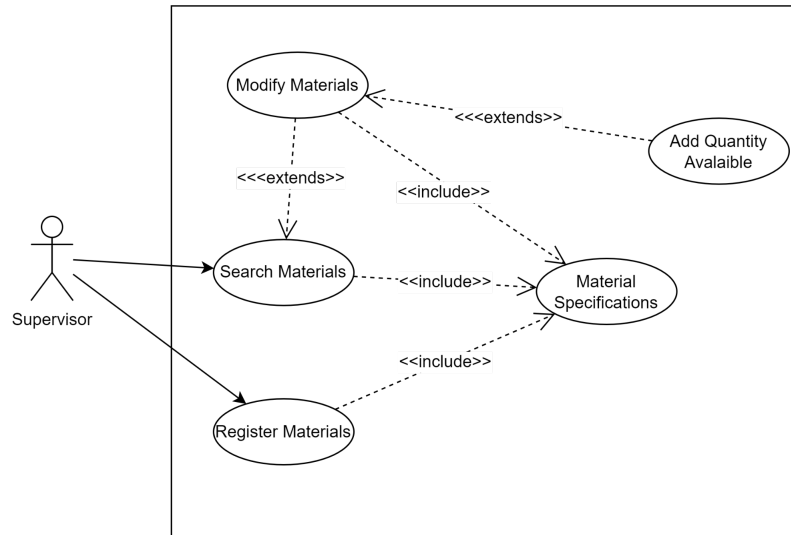 Modify Materials
<<<extends>>
Add Quantity
Avalaible
<<<extends>>
<<include>>
Search Materials
<<include>>
Material
Specifications
Supervisor
<<include>>
Register Materials